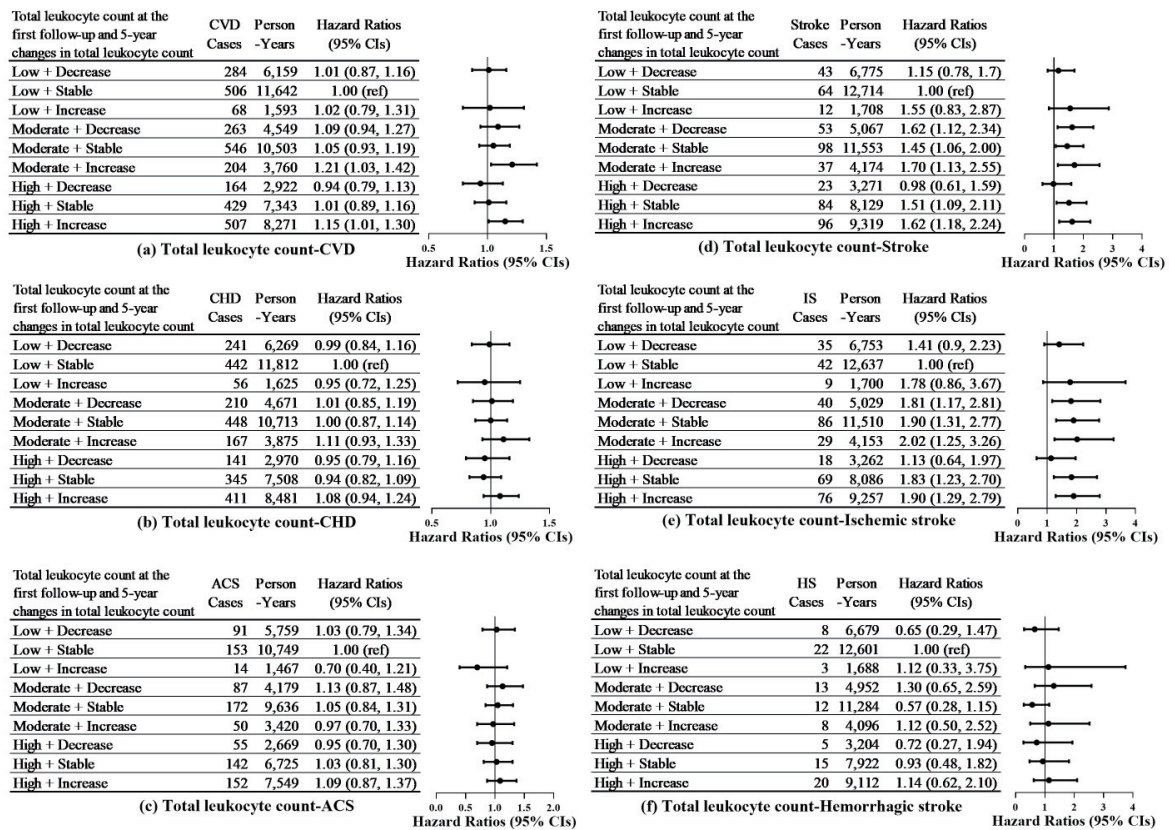 Total leukocyte count at the first follow-up and 5-year changes in total leukocyte count CVD Cases Person -Years Hazard Ratios (95% CIs)
Low + Decrease 284 6,159 1.01 (0.87, 1.16)
Low + Stable 506 11,642 1.00 (ref)
Low + Increase 68 1,593 1.02 (0.79, 1.31)
Moderate + Decrease 263 4,549 1.09 (0.94, 1.27)
Moderate + Stable 546 10,503 1.05 (0.93, 1.19)
Moderate + Increase 204 3,760 1.21 (1.03, 1.42)
High + Decrease 164 2,922 0.94 (0.79, 1.13)
High + Stable 429 7,343 1.01 (0.89, 1.16)
High + Increase 507 8,271 1.15 (1.01, 1.30)
0.5 1.0 1.5
(a) Total leukocyte count-CVD
Hazard Ratios (95% CIs)
Total leukocyte count at the first follow-up and 5-year changes in total leukocyte count CHD Cases Person -Years Hazard Ratios (95% CIs)
Low + Decrease 241 6,269 0.99 (0.84, 1.16)
Low + Stable 442 11,812 1.00 (ref)
Low + Increase 56 1,625 0.95 (0.72, 1.25)
Moderate + Decrease 210 4,671 1.01 (0.85, 1.19)
Moderate + Stable 448 10,713 1.00 (0.87, 1.14)
Moderate + Increase 167 3,875 1.11 (0.93, 1.33)
High + Decrease 141 2,970 0.95 (0.79, 1.16)
High + Stable 345 7,508 0.94 (0.82, 1.09)
High + Increase 411 8,481 1.08 (0.94, 1.24)
0.5 1.0 1.5
(b) Total leukocyte count-CHD
Hazard Ratios (95% CIs)
Total leukocyte count at the first follow-up and 5-year changes in total leukocyte count ACS Cases Person -Years Hazard Ratios (95% CIs)
Low + Decrease 91 5,759 1.03 (0.79, 1.34)
Low + Stable 153 10,749 1.00 (ref)
Low + Increase 14 1,467 0.70 (0.40, 1.21)
Moderate + Decrease 87 4,179 1.13 (0.87, 1.48)
Moderate + Stable 172 9,636 1.05 (0.84, 1.31)
Moderate + Increase 50 3,420 0.97 (0.70, 1.33)
High + Decrease 55 2,669 0.95 (0.70, 1.30)
High + Stable 142 6,725 1.03 (0.81, 1.30)
High + Increase 152 7,549 1.09 (0.87, 1.37)
0.0 0.5 1.0 1.5 2.0
(c) Total leukocyte count-ACS
Hazard Ratios (95% CIs)
Total leukocyte count at the first follow-up and 5-year changes in total leukocyte count Stroke Cases Person -Years Hazard Ratios (95% CIs)
Low + Decrease 43 6,775 1.15 (0.78, 1.7)
Low + Stable 64 12,714 1.00 (ref)
Low + Increase 12 1,708 1.55 (0.83, 2.87)
Moderate + Decrease 53 5,067 1.62 (1.12, 2.34)
Moderate + Stable 98 11,553 1.45 (1.06, 2.00)
Moderate + Increase 37 4,174 1.70 (1.13, 2.55)
High + Decrease 23 3,271 0.98 (0.61, 1.59)
High + Stable 84 8,129 1.51 (1.09, 2.11)
High + Increase 96 9,319 1.62 (1.18, 2.24)
0 1 2 3 4
(d) Total leukocyte count-Stroke
Hazard Ratios (95% CIs)
Total leukocyte count at the first follow-up and 5-year changes in total leukocyte count IS Cases Person -Years Hazard Ratios (95% CIs)
Low + Decrease 35 6,753 1.41 (0.9, 2.23)
Low + Stable 42 12,637 1.00 (ref)
Low + Increase 9 1,700 1.78 (0.86, 3.67)
Moderate + Decrease 40 5,029 1.81 (1.17, 2.81)
Moderate + Stable 86 11,510 1.90 (1.31, 2.77)
Moderate + Increase 29 4,153 2.02 (1.25, 3.26)
High + Decrease 18 3,262 1.13 (0.64, 1.97)
High + Stable 69 8,086 1.83 (1.23, 2.70)
High + Increase 76 9,257 1.90 (1.29, 2.79)
0 1 2 3 4
(e) Total leukocyte count-Ischemic stroke
Hazard Ratios (95% CIs)
Total leukocyte count at the first follow-up and 5-year changes in total leukocyte count HS Cases Person -Years Hazard Ratios (95% CIs)
Low + Decrease 8 6,679 0.65 (0.29, 1.47)
Low + Stable 22 12,601 1.00 (ref)
Low + Increase 3 1,688 1.12 (0.33, 3.75)
Moderate + Decrease 13 4,952 1.30 (0.65, 2.59)
Moderate + Stable 12 11,284 0.57 (0.28, 1.15)
Moderate + Increase 8 4,096 1.12 (0.50, 2.52)
High + Decrease 5 3,204 0.72 (0.27, 1.94)
High + Stable 15 7,922 0.93 (0.48, 1.82)
High + Increase 20 9,112 1.14 (0.62, 2.10)
0 1 2 3 4
(f) Total leukocyte count-Hemorrhagic stroke
Hazard Ratios (95% CIs)